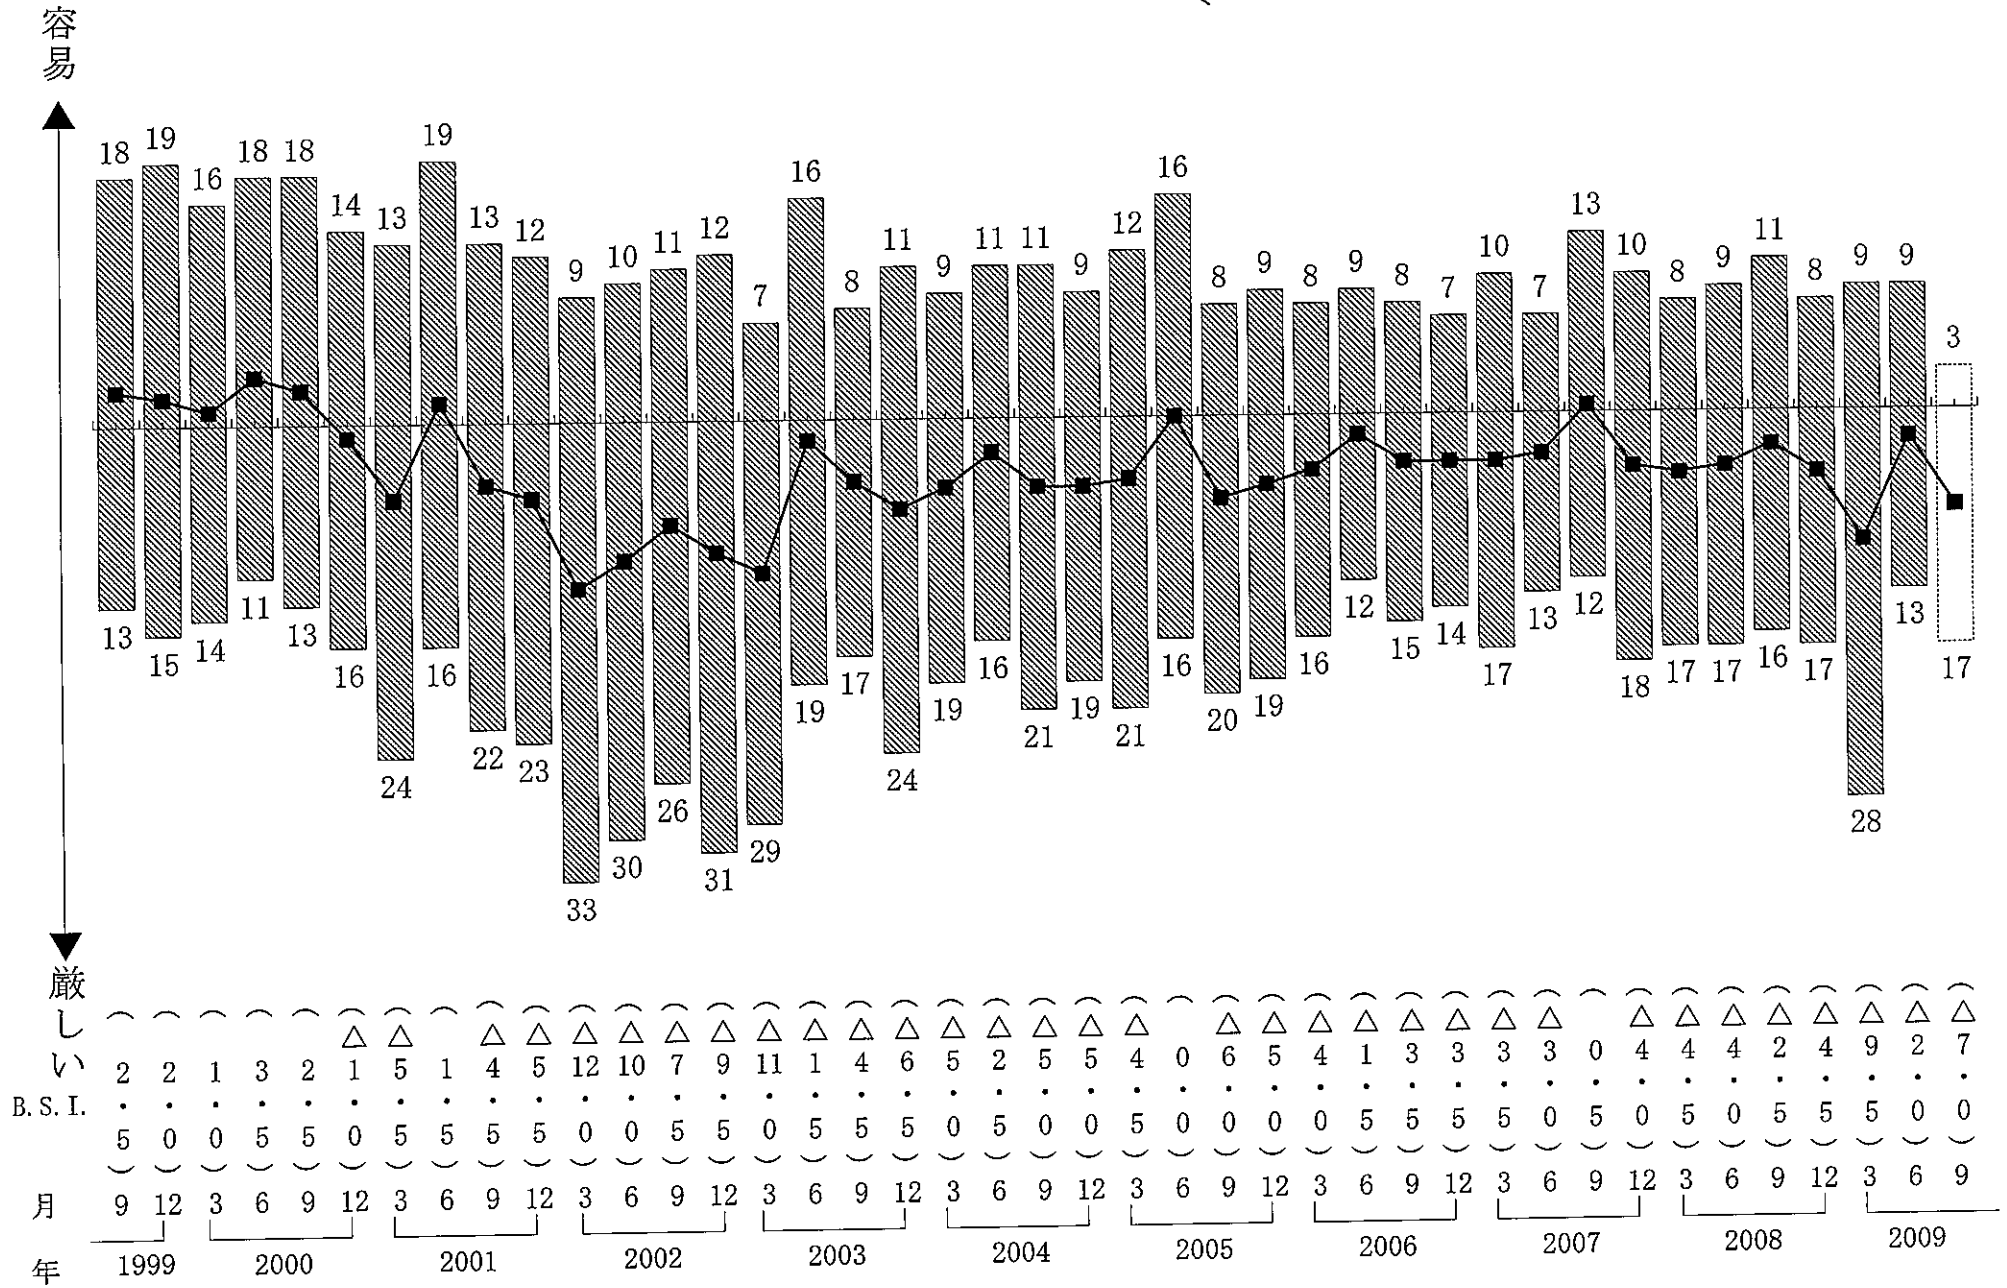 容易
18 19 16 18 18 14 13 19 13 12 9 10 11 12 7 16 8 11 9 11 11 9 12 16 8 9 8 9 8 7 10 7 13 10 8 9 11 8 9 9 3
13 15 14 11 13 16 24 16 22 23 33 30 26 31 29 19 17 24 19 16 21 19 21 16 20 19 16 12 15 14 17 13 12 18 17 17 16 17 28 13 17
厳しい
B.S.I. (2.5) (2.0) (1.0) (3.5) (2.5) (△1.0) (△5.5) (1.5) (△4.5) (△5.5) (△12.0) (△10.0) (△7.5) (△9.5) (△11.0) (△1.5) (△4.5) (△6.5) (△5.0) (△2.5) (△5.0) (△5.0) (△4.5) (0.0) (△6.0) (△5.0) (△4.0) (△1.5) (△3.5) (△3.5) (△3.5) (△3.0) (0.5) (△4.0) (△4.5) (△4.0) (△2.5) (△4.5) (△9.5) (△2.0) (△7.0)
月 9 12 3 6 9 12 3 6 9 12 3 6 9 12 3 6 9 12 3 6 9 12 3 6 9 12 3 6 9 12 3 6 9 12 3 6 9 12 3 6 9
年 1999 2000 2001 2002 2003 2004 2005 2006 2007 2008 2009